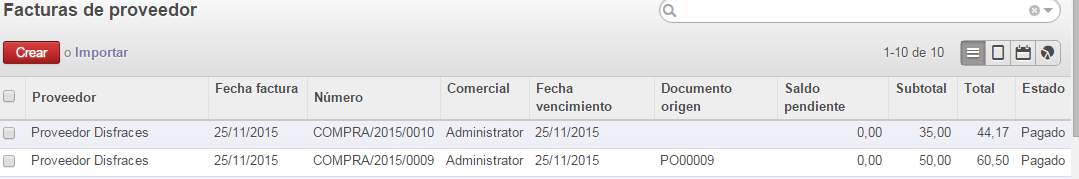 Facturas de proveedor
Crear o Importar 1-10 de 10
Proveedor Fecha factura Número Comercial Fecha vencimiento Documento origen Saldo pendiente Subtotal Total Estado
Proveedor Disfraces 25/11/2015 COMPRA/2015/0010 Administrator 25/11/2015 0,00 35,00 44,17 Pagado
Proveedor Disfraces 25/11/2015 COMPRA/2015/0009 Administrator 25/11/2015 PO00009 0,00 50,00 60,50 Pagado